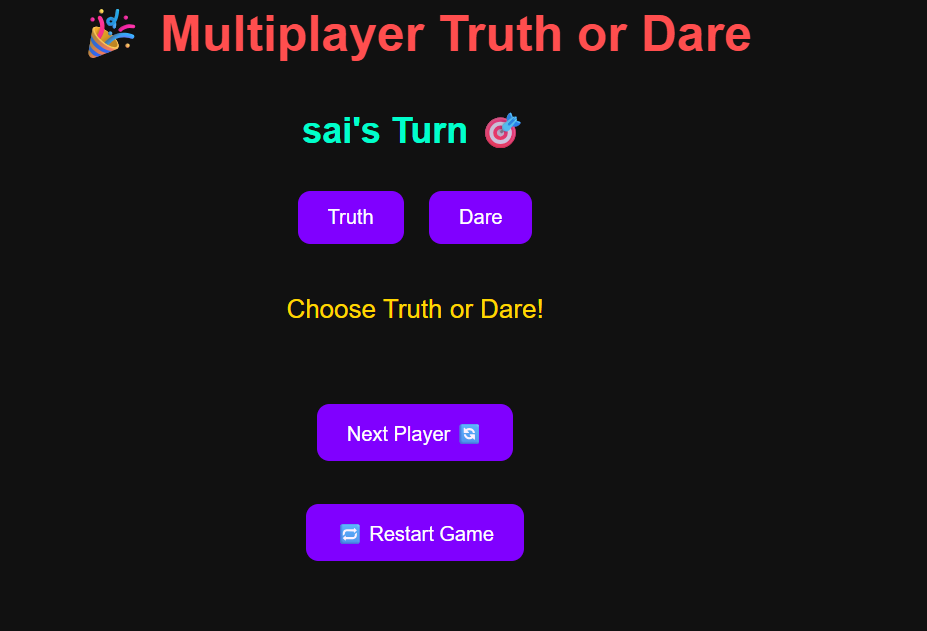 🎉 Multiplayer Truth or Dare
sai's Turn 🎯
Truth Dare
Choose Truth or Dare!
Next Player 🔄
🔁 Restart Game